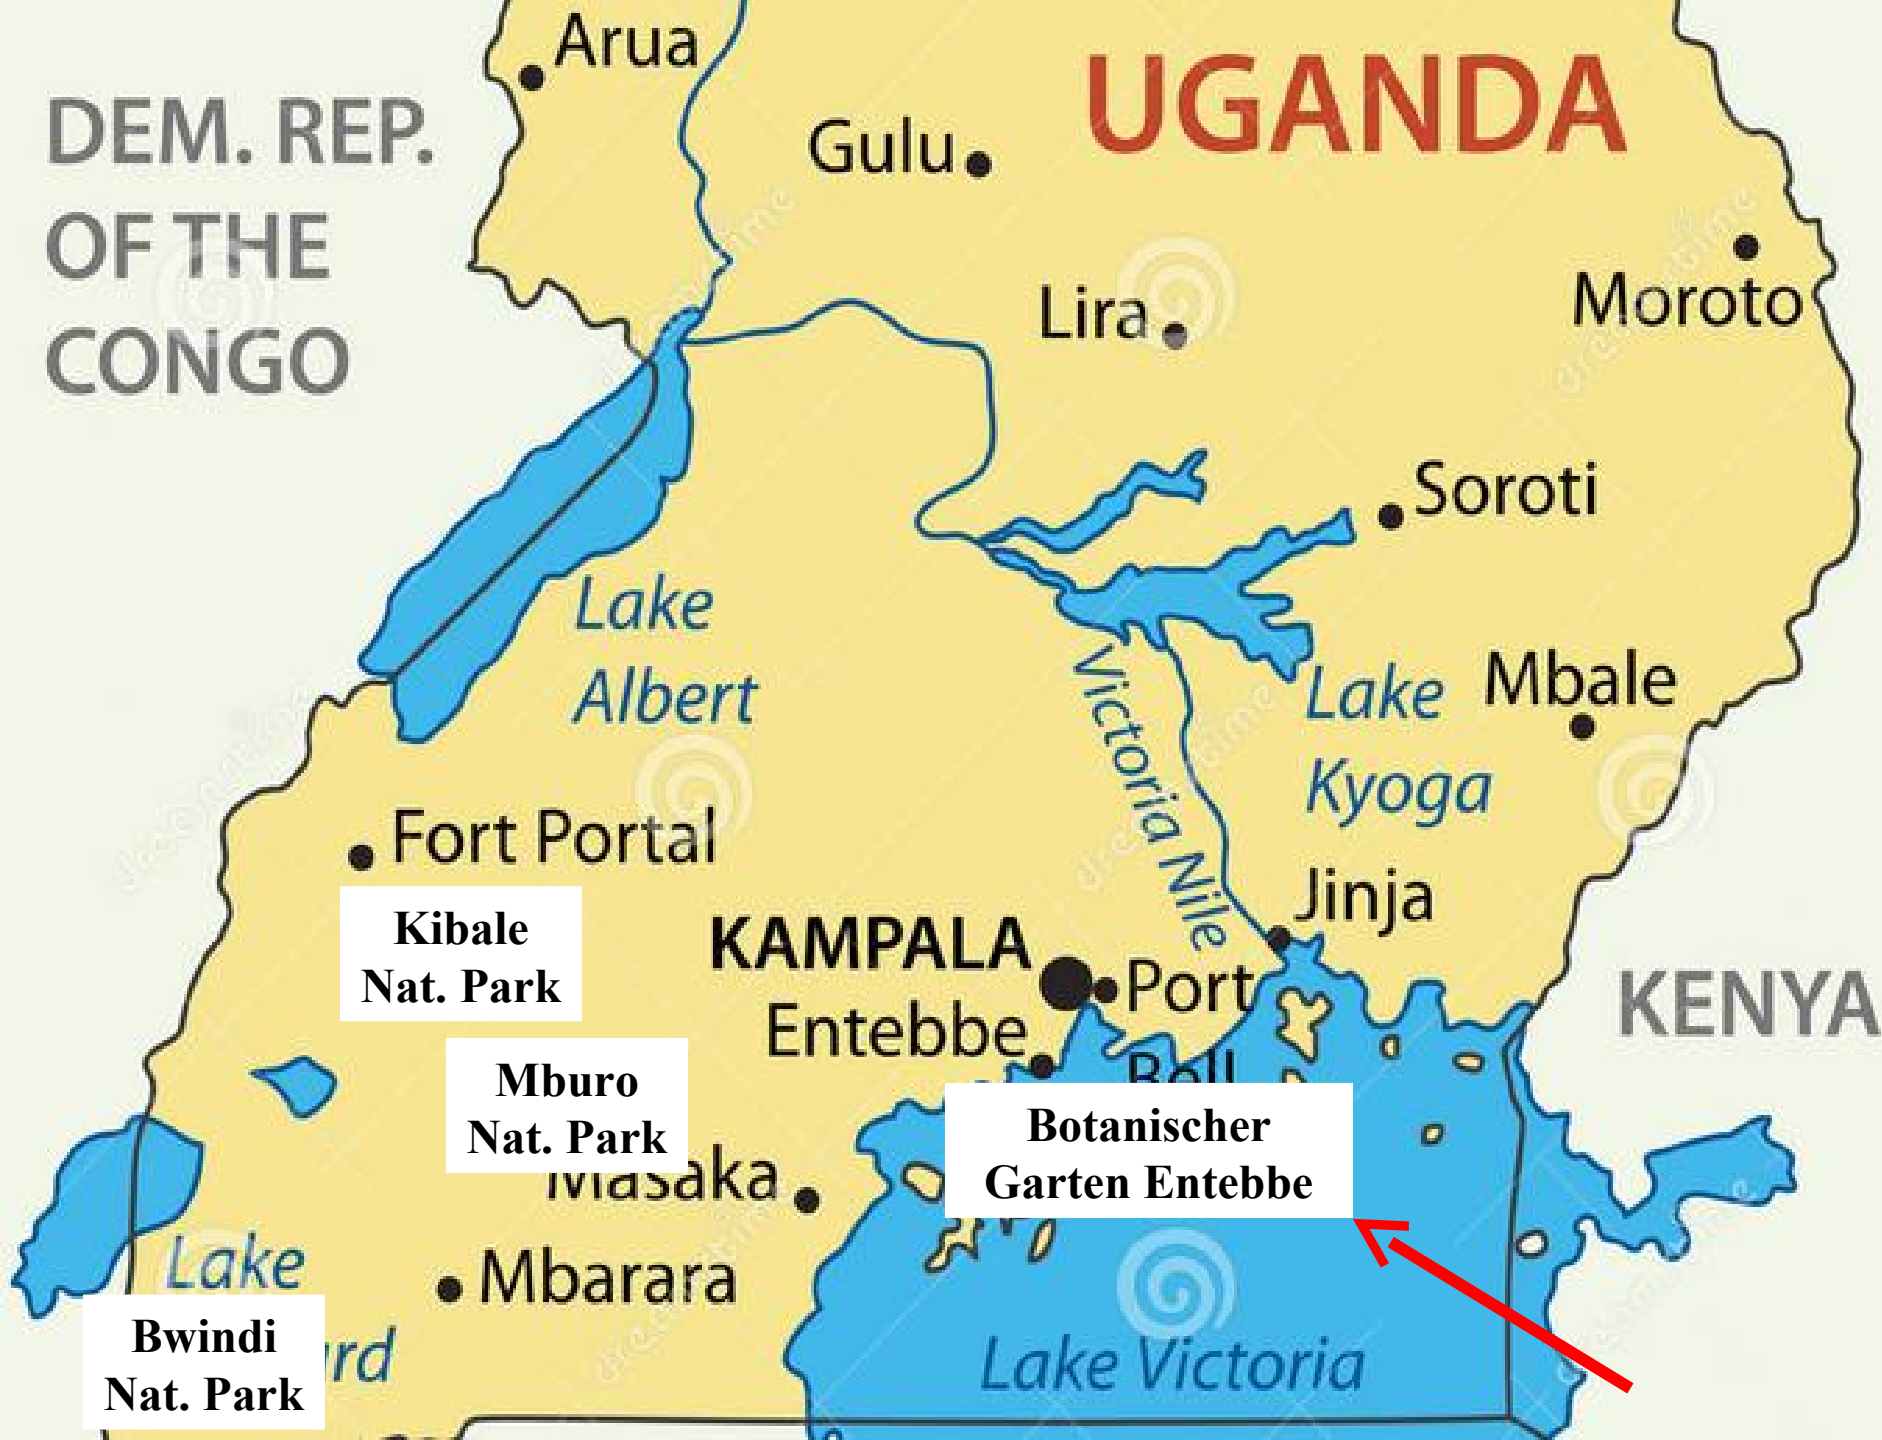 Arua
UGANDA
DEM. REP.
OF THE
CONGO
Gulu
Lira
Moroto
Soroti
Lake
Albert
Victoria Nile
Lake
Kyoga
Mbale
Fort Portal
Jinja
Kibale
Nat. Park
KAMPALA
Port
Bell
Entebbe
KENYA
Mburo
Nat. Park
Botanischer
Garten Entebbe
Masaka
Lake
Mbarara
Bwindi
Nat. Park
Lake Victoria
dreamstime